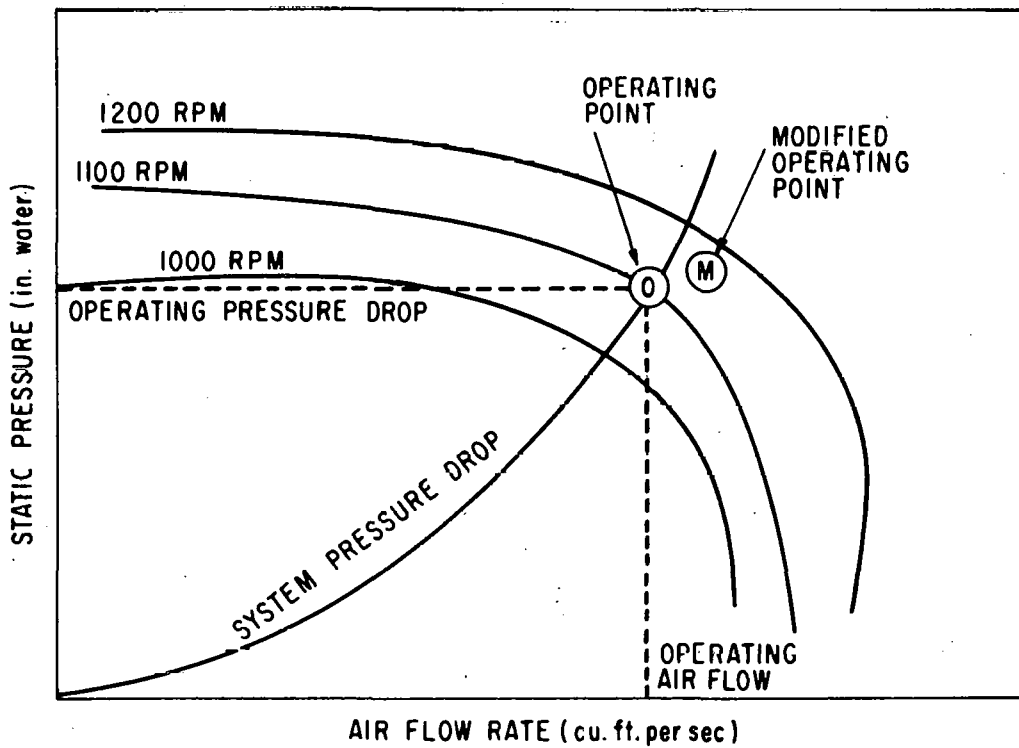 OPERATING
POINT
1200 RPM
MODIFIED
OPERATING
POINT
1100 RPM
1000 RPM
O
M
OPERATING PRESSURE DROP
STATIC PRESSURE (in. water)
SYSTEM PRESSURE DROP
OPERATING
AIR FLOW
AIR FLOW RATE (cu. ft. per sec)